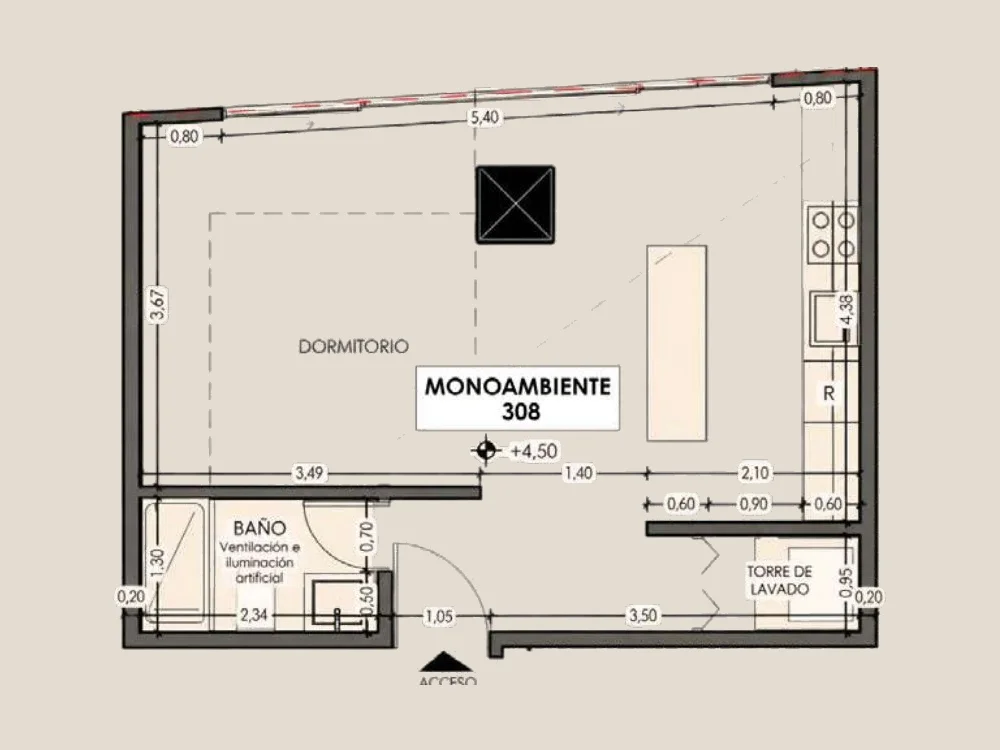 0,80
5,40
0,80
3,67
4,38
DORMITORIO
MONOAMBIENTE
308
R
+4,50
3,49
1,40
2,10
0,60
0,90
0,60
BAÑO
Ventilación e
iluminación
artificial
0,70
1.30
0,50
0,20
2,34
1,05
3,50
TORRE DE
LAVADO
0,95
0,20
ACCESO